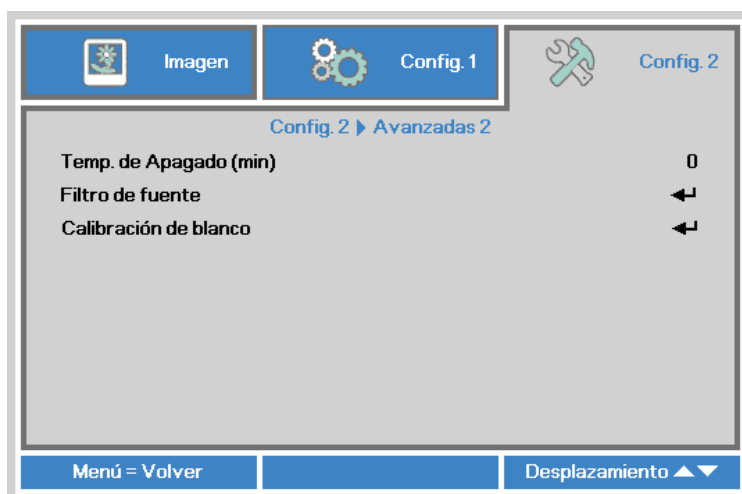 Imagen
Config. 1
Config. 2
Config. 2 ▶ Avanzadas 2
Temp. de Apagado (min) 0
Filtro de fuente
Calibración de blanco
Menú = Volver
Desplazamiento ▲▼